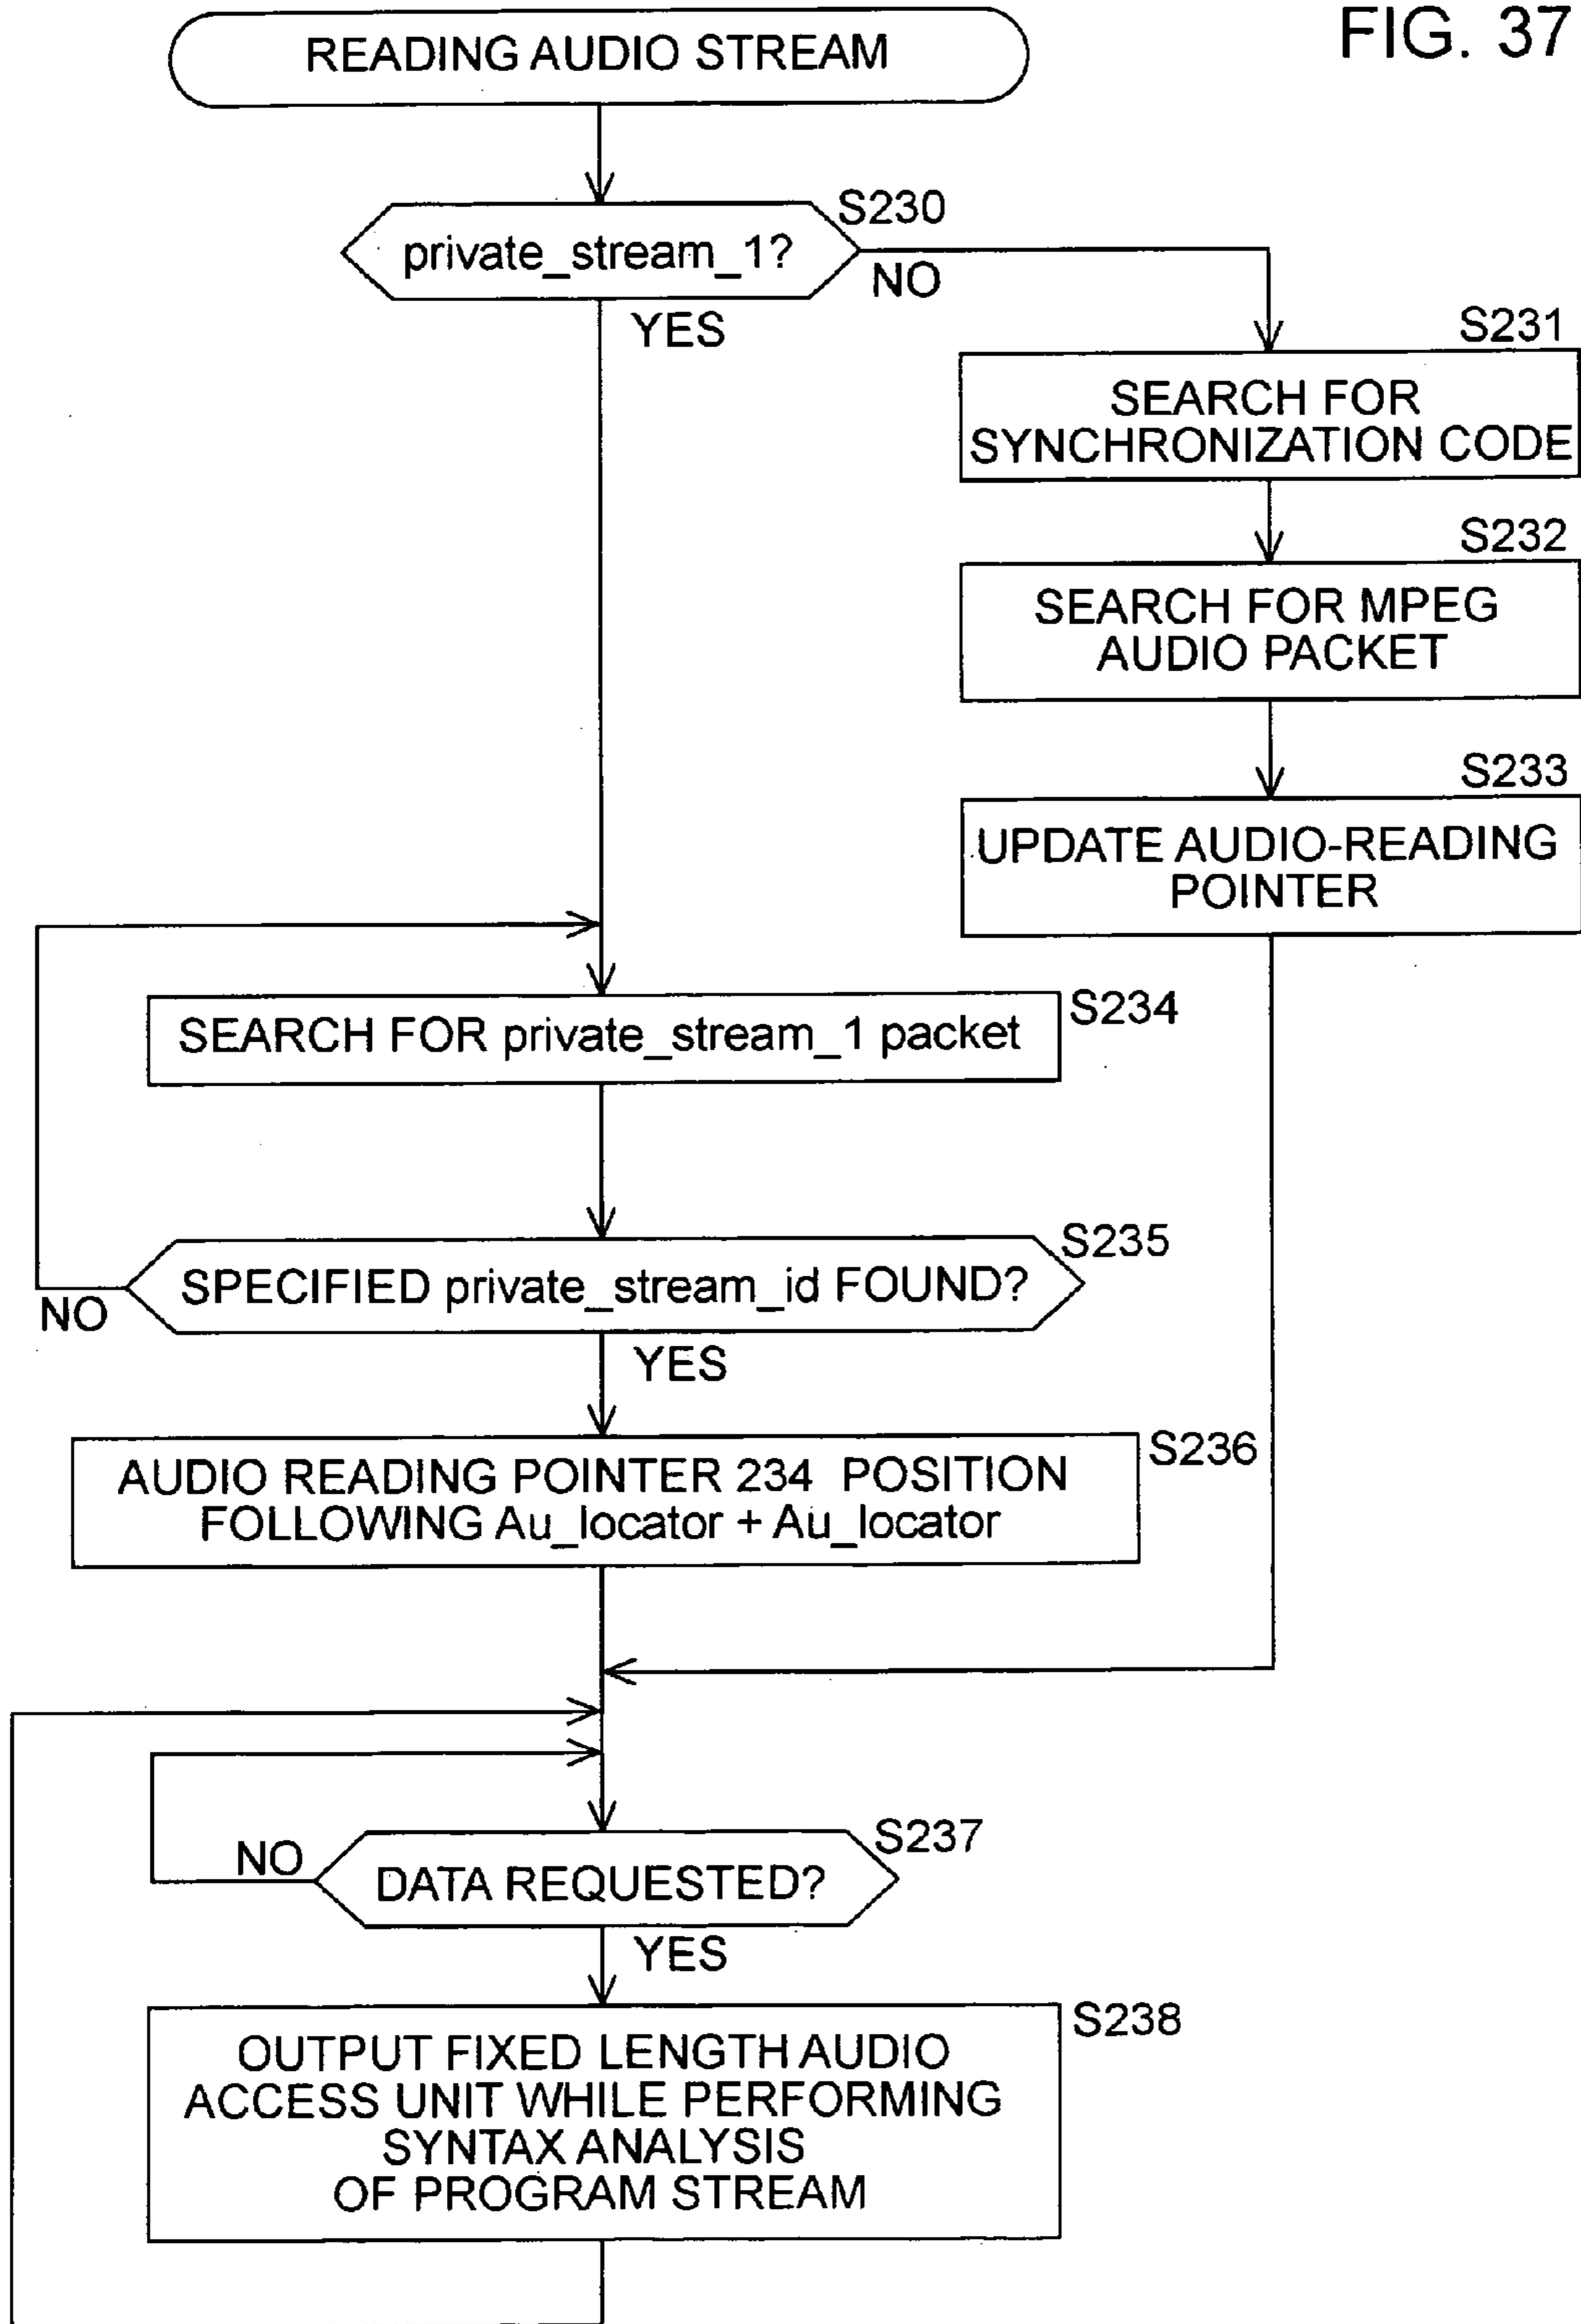 FIG. 37
READING AUDIO STREAM
S230
private_stream_1?
NO
YES
S231
SEARCH FOR
SYNCHRONIZATION CODE
S232
SEARCH FOR MPEG
AUDIO PACKET
S233
UPDATE AUDIO-READING
POINTER
S234
SEARCH FOR private_stream_1 packet
S235
SPECIFIED private_stream_id FOUND?
NO
YES
S236
AUDIO READING POINTER 234 POSITION
FOLLOWING Au_locator + Au_locator
S237
NO
DATA REQUESTED?
YES
S238
OUTPUT FIXED LENGTH AUDIO
ACCESS UNIT WHILE PERFORMING
SYNTAX ANALYSIS
OF PROGRAM STREAM